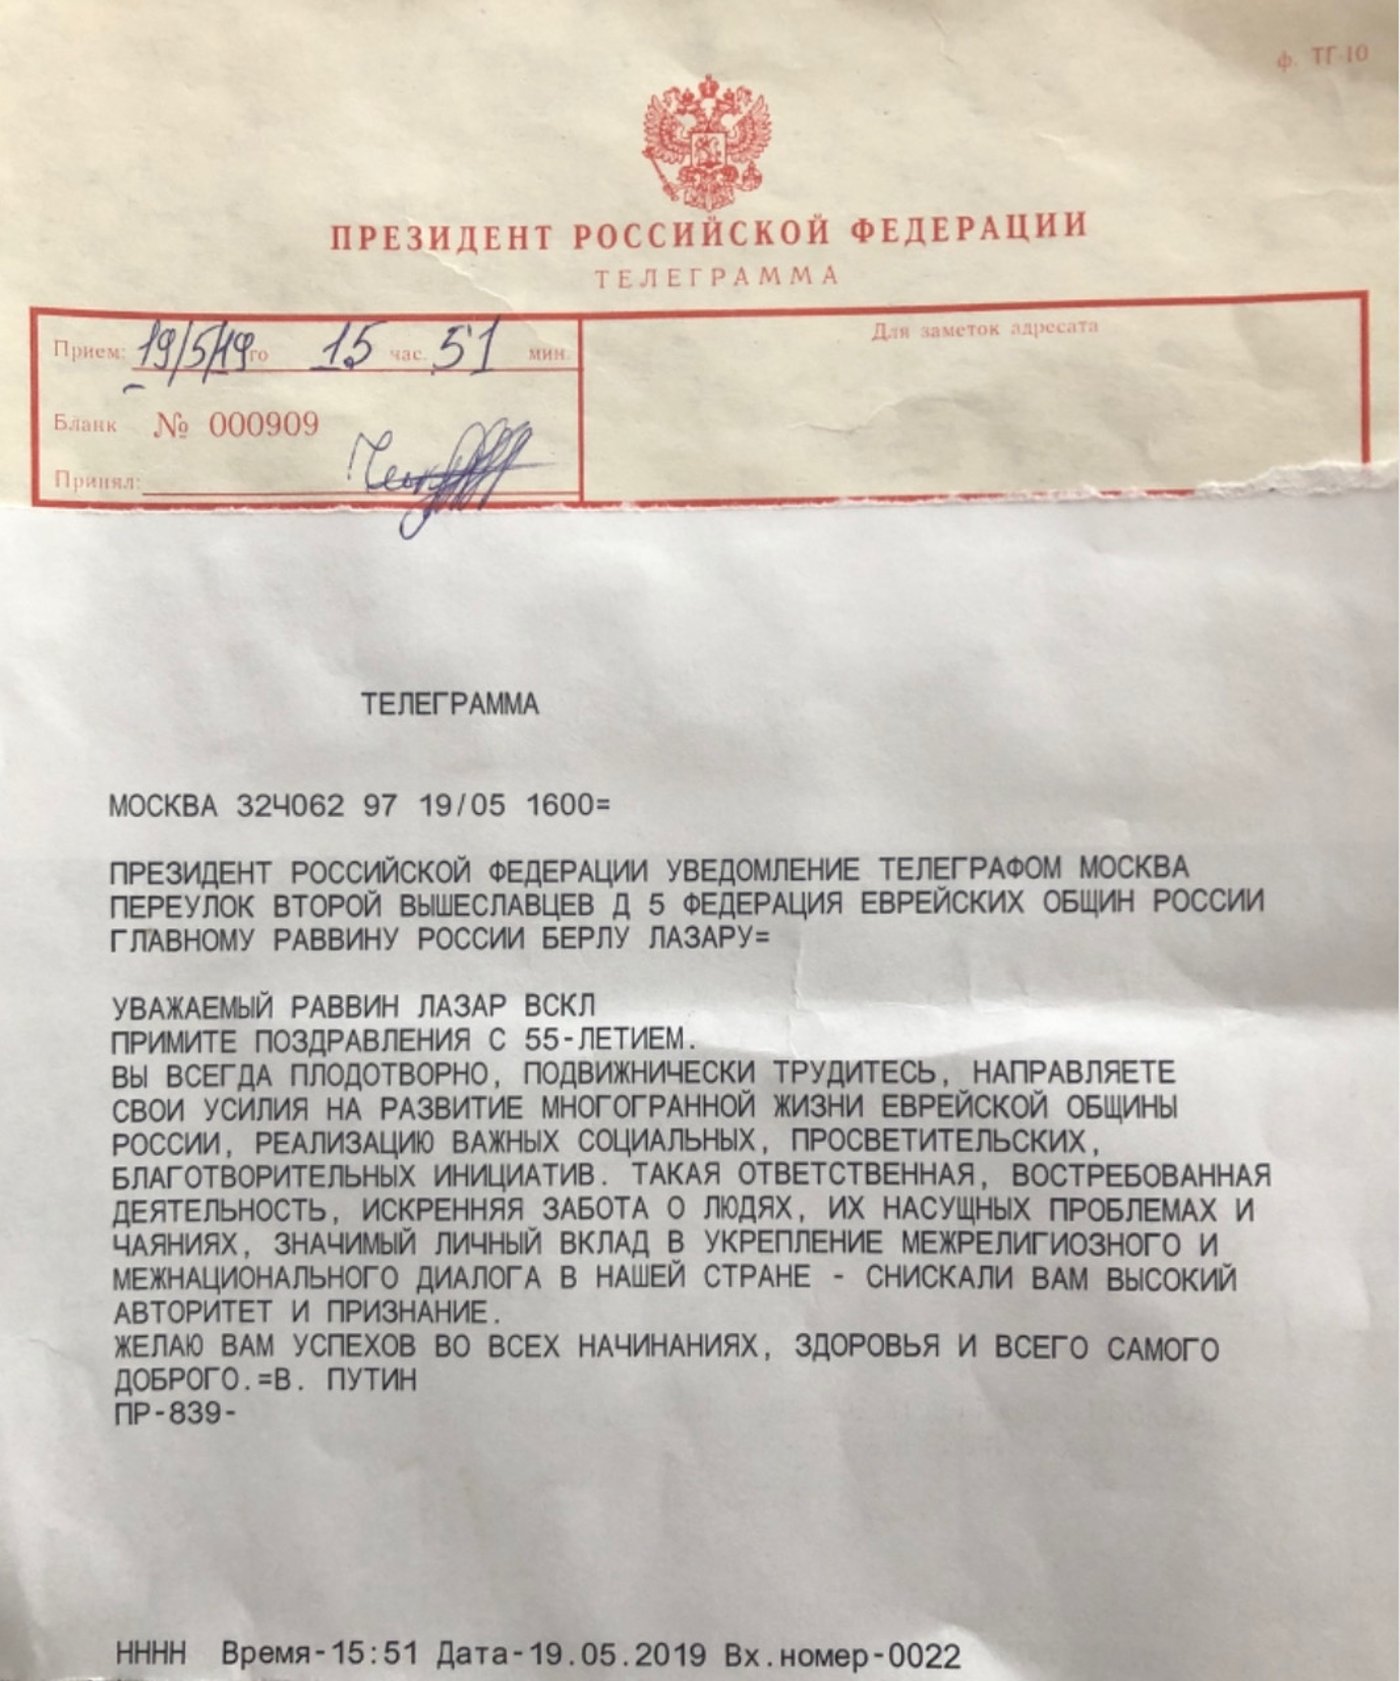 ф. ТГ-10
ПРЕЗИДЕНТ РОССИЙСКОЙ ФЕДЕРАЦИИ
ТЕЛЕГРАММА
Прием: 19/5/19го 15 час. 51 мин.
Для заметок адресата
Бланк № 000909
Принял:
ТЕЛЕГРАММА
МОСКВА 32Ч062 97 19/05 1600=
ПРЕЗИДЕНТ РОССИЙСКОЙ ФЕДЕРАЦИИ УВЕДОМЛЕНИЕ ТЕЛЕГРАФОМ МОСКВА
ПЕРЕУЛОК ВТОРОЙ ВЫШЕСЛАВЦЕВ Д 5 ФЕДЕРАЦИЯ ЕВРЕЙСКИХ ОБЩИН РОССИИ
ГЛАВНОМУ РАВВИНУ РОССИИ БЕРЛУ ЛАЗАРУ=
УВАЖАЕМЫЙ РАВВИН ЛАЗАР ВСКЛ
ПРИМИТЕ ПОЗДРАВЛЕНИЯ С 55-ЛЕТИЕМ.
ВЫ ВСЕГДА ПЛОДОТВОРНО, ПОДВИЖНИЧЕСКИ ТРУДИТЕСЬ, НАПРАВЛЯЕТЕ
СВОИ УСИЛИЯ НА РАЗВИТИЕ МНОГОГРАННОЙ ЖИЗНИ ЕВРЕЙСКОЙ ОБЩИНЫ
РОССИИ, РЕАЛИЗАЦИЮ ВАЖНЫХ СОЦИАЛЬНЫХ, ПРОСВЕТИТЕЛЬСКИХ,
БЛАГОТВОРИТЕЛЬНЫХ ИНИЦИАТИВ. ТАКАЯ ОТВЕТСТВЕННАЯ, ВОСТРЕБОВАННАЯ
ДЕЯТЕЛЬНОСТЬ, ИСКРЕННЯЯ ЗАБОТА О ЛЮДЯХ, ИХ НАСУЩНЫХ ПРОБЛЕМАХ И
ЧАЯНИЯХ, ЗНАЧИМЫЙ ЛИЧНЫЙ ВКЛАД В УКРЕПЛЕНИЕ МЕЖРЕЛИГИОЗНОГО И
МЕЖНАЦИОНАЛЬНОГО ДИАЛОГА В НАШЕЙ СТРАНЕ - СНИСКАЛИ ВАМ ВЫСОКИЙ
АВТОРИТЕТ И ПРИЗНАНИЕ.
ЖЕЛАЮ ВАМ УСПЕХОВ ВО ВСЕХ НАЧИНАНИЯХ, ЗДОРОВЬЯ И ВСЕГО САМОГО
ДОБРОГО.=В. ПУТИН
ПР-839-
НННН Время-15:51 Дата-19.05.2019 Вх.номер-0022